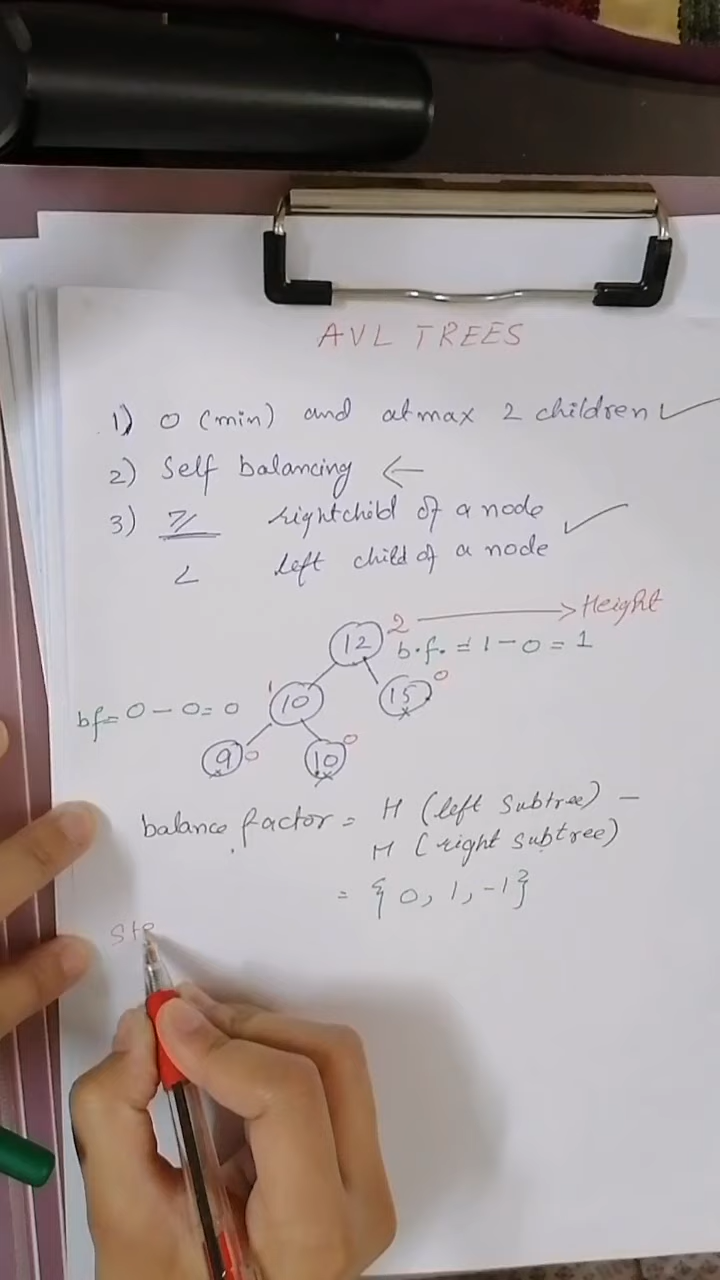 AVL TREES
1) 0 (min) and atmax 2 children ✓
2) Self balancing ←
3) ≥ rightchild of a node ✓
< left child of a node
2 → Height
12 b.f. = 1 - 0 = 1
1 10 15 0
bf = 0 - 0 = 0
9 0 10 0
balance factor = H (left subtree) -
H (right subtree)
= { 0, 1, -1}
Ste